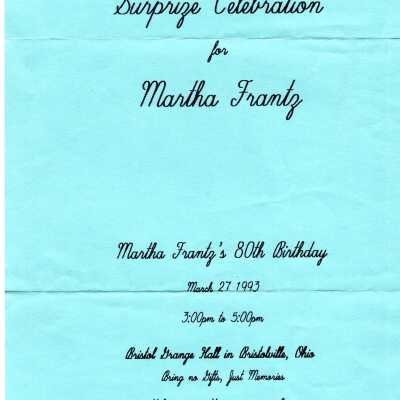 Surprize Celebration
for
Martha Frantz
Martha Frantz's 80th Birthday
March 27 1993
3:00pm to 5:00pm
Bristol Grange Hall in Bristolville, Ohio
Bring no Gifts, Just Memories